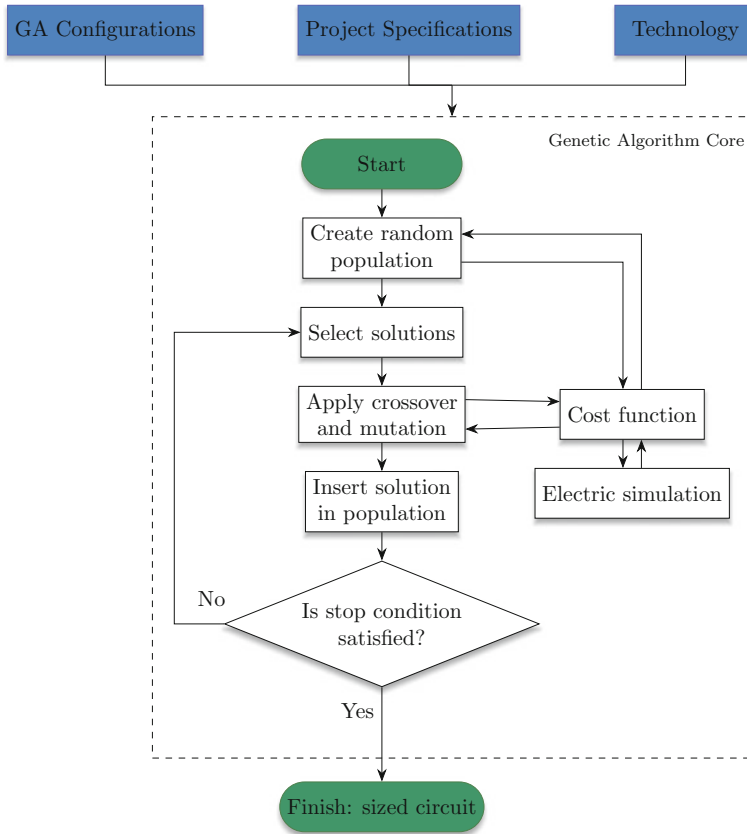 GA Configurations
Project Specifications
Technology
Genetic Algorithm Core
Start
Create random
population
Select solutions
Apply crossover
and mutation
Cost function
Insert solution
in population
Electric simulation
Is stop condition
satisfied?
No
Yes
Finish: sized circuit